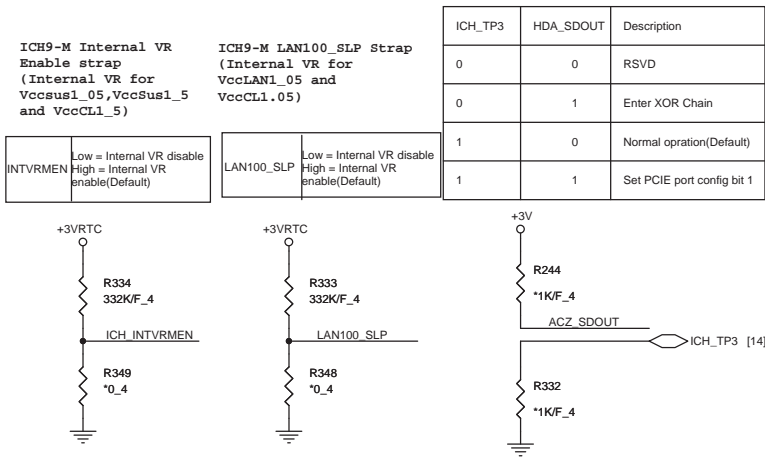 ICH9-M Internal VR
Enable strap
(Internal VR for
Vccsus1_05,VccSus1_5
and VccCL1_5)
INTVRMEN
Low = Internal VR disable
High = Internal VR
enable(Default)
ICH9-M LAN100_SLP Strap
(Internal VR for
VccLAN1_05 and
VccCL1.05)
LAN100_SLP
Low = Internal VR disable
High = Internal VR
enable(Default)
ICH_TP3 HDA_SDOUT Description
0 0 RSVD
0 1 Enter XOR Chain
1 0 Normal opration(Default)
1 1 Set PCIE port config bit 1
+3VRTC
R334
332K/F_4
ICH_INTVRMEN
R349
*0_4
+3VRTC
R333
332K/F_4
LAN100_SLP
R348
*0_4
+3V
R244
*1K/F_4
ACZ_SDOUT
ICH_TP3 [14]
R332
*1K/F_4